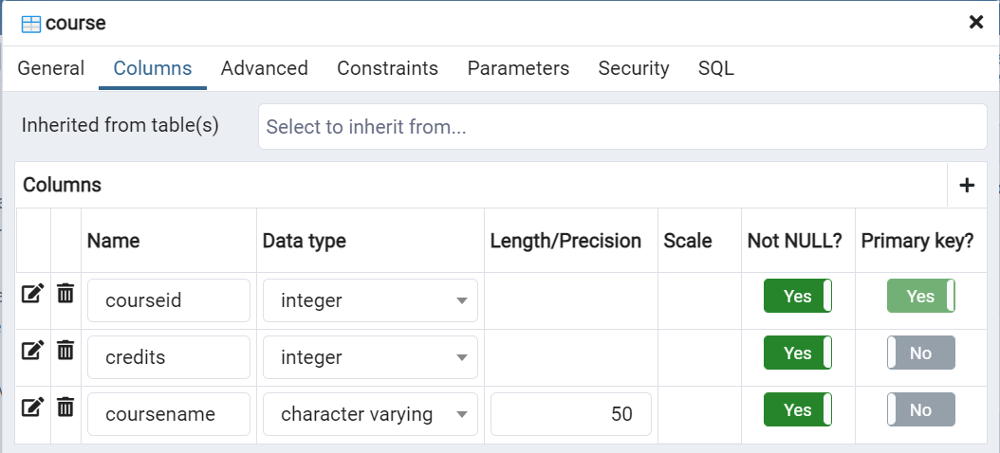 course
General Columns Advanced Constraints Parameters Security SQL
Inherited from table(s) Select to inherit from...
Columns
Name Data type Length/Precision Scale Not NULL? Primary key?
courseid integer Yes Yes
credits integer Yes No
coursename character varying 50 Yes No